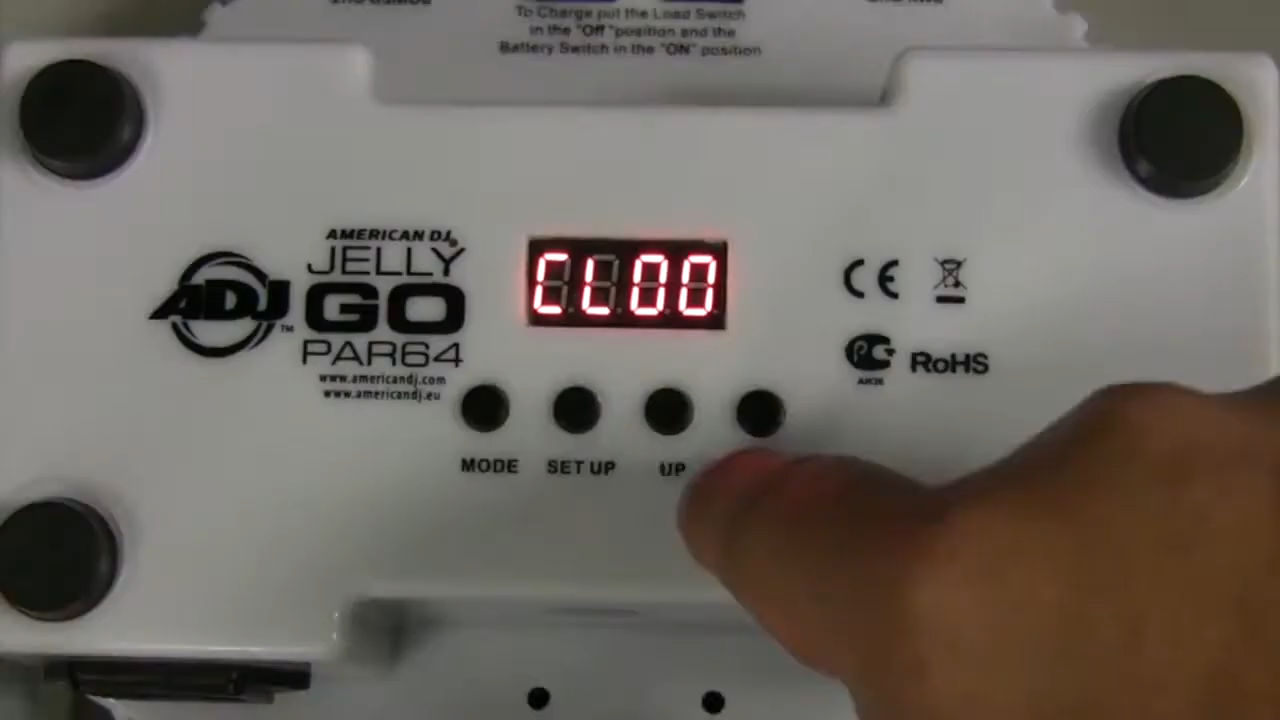 To Charge put the Load Switch
in the "Off "position and the
Battery Switch in the "ON" position
AMERICAN DJ®
JELLY
GO
PAR64
ADJ™
www.americandj.com
www.americandj.eu
CL00
CE
RoHS
MODE SET UP UP